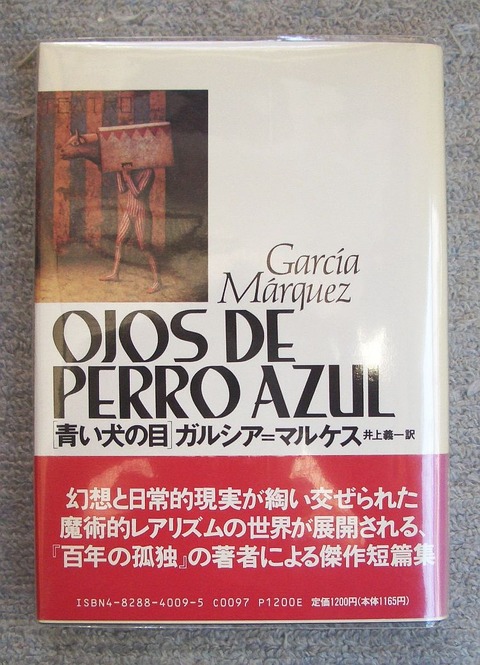 García
Márquez
OJOS DE
PERRO AZUL
[青い犬の目]ガルシア=マルケス 井上義一訳
幻想と日常的現実が綯い交ぜられた
魔術的レアリズムの世界が展開される、
『百年の孤独』の著者による傑作短篇集
ISBN4-8288-4009-5 C0097 P1200E 定価1200円(本体1165円)